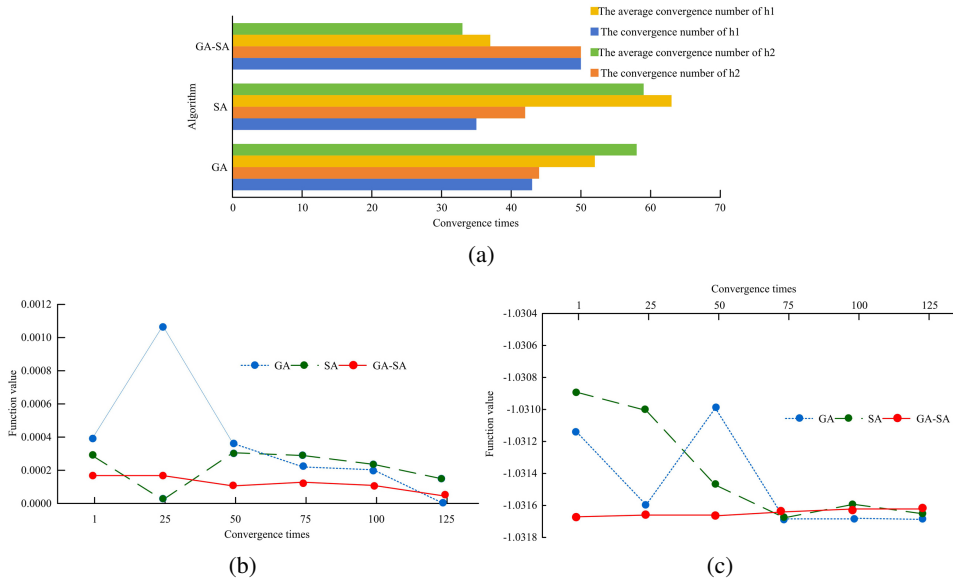 The average convergence number of h1
The convergence number of h1
The average convergence number of h2
The convergence number of h2
Algorithm
GA-SA
SA
GA
0 10 20 30 40 50 60 70
Convergence times
(a)
Function value
0.0012
0.0010
0.0008
0.0006
0.0004
0.0002
0.0000
GA SA GA-SA
1 25 50 75 100 125
Convergence times
(b)
Convergence times
1 25 50 75 100 125
Function value
-1.0304
-1.0306
-1.0308
-1.0310
-1.0312
-1.0314
-1.0316
-1.0318
GA SA GA-SA
(c)